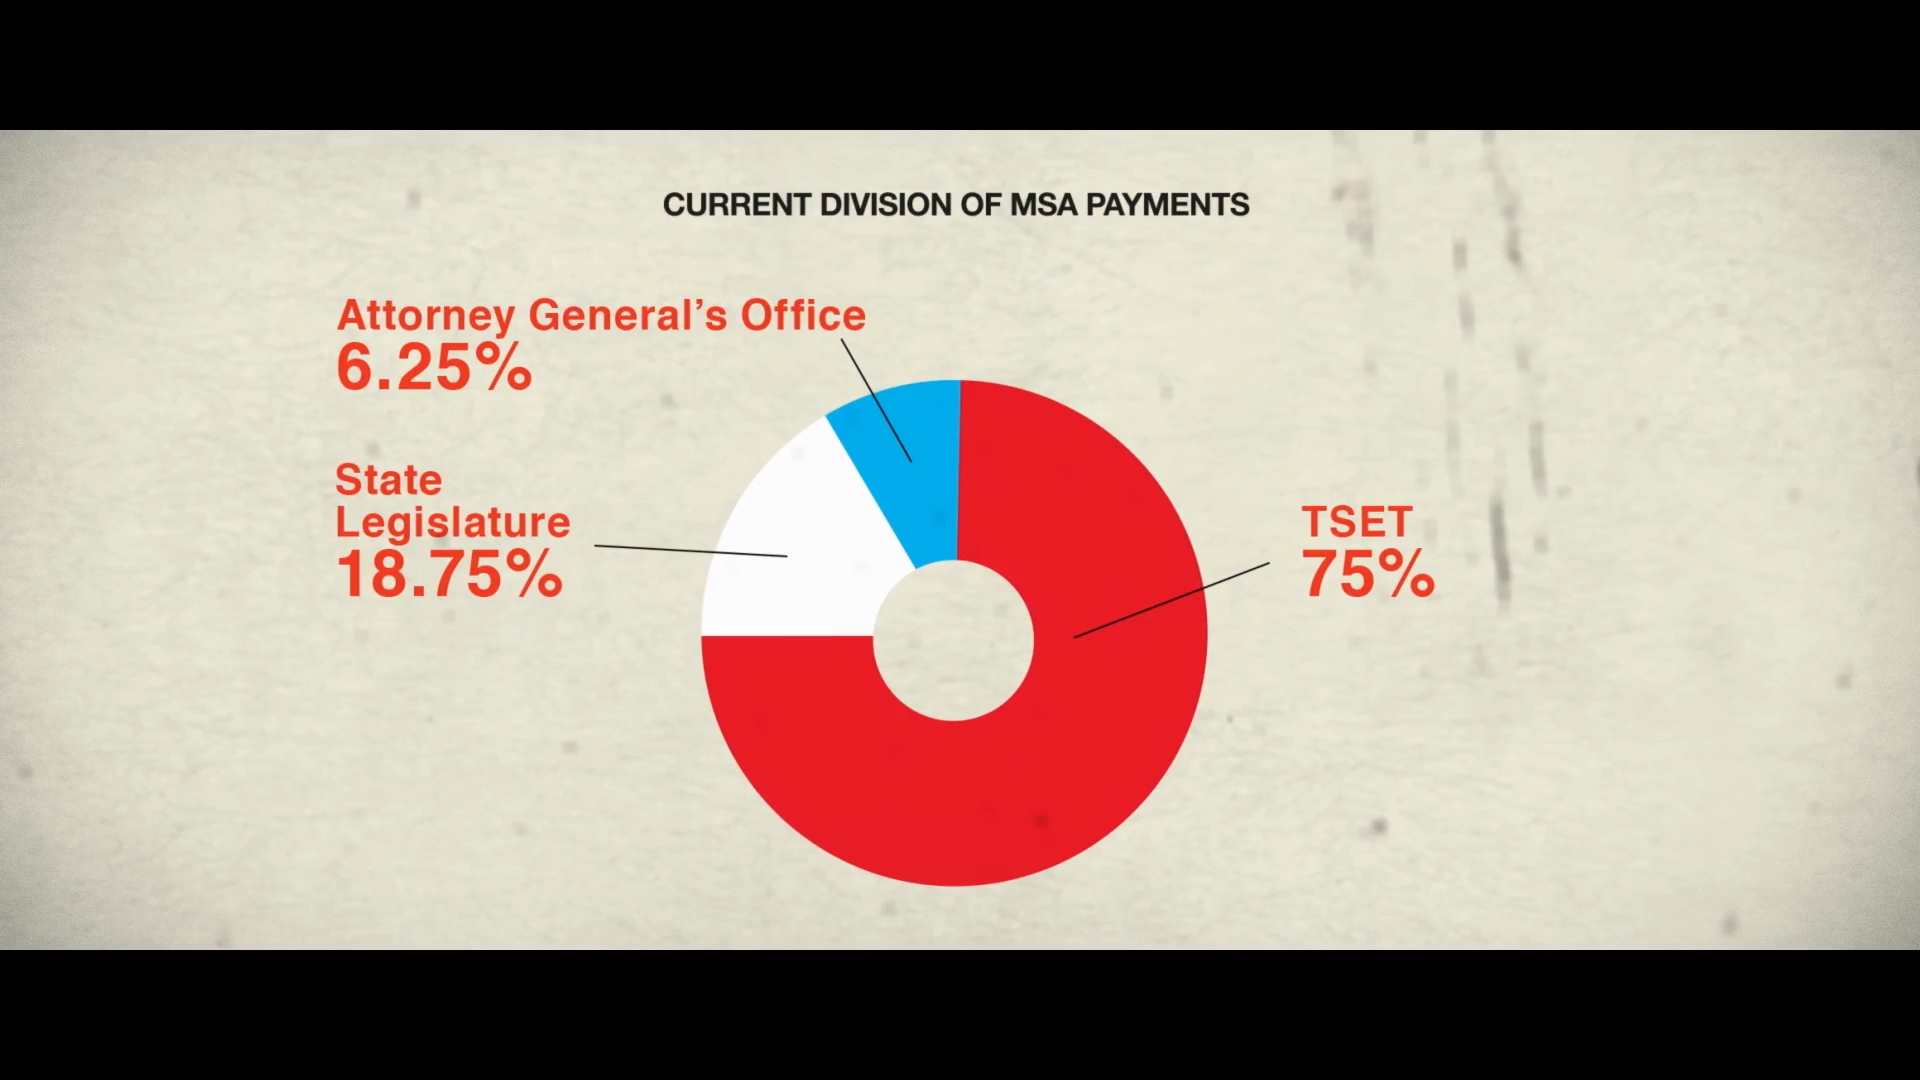 CURRENT DIVISION OF MSA PAYMENTS
Attorney General’s Office
6.25%
State
Legislature
18.75%
TSET
75%